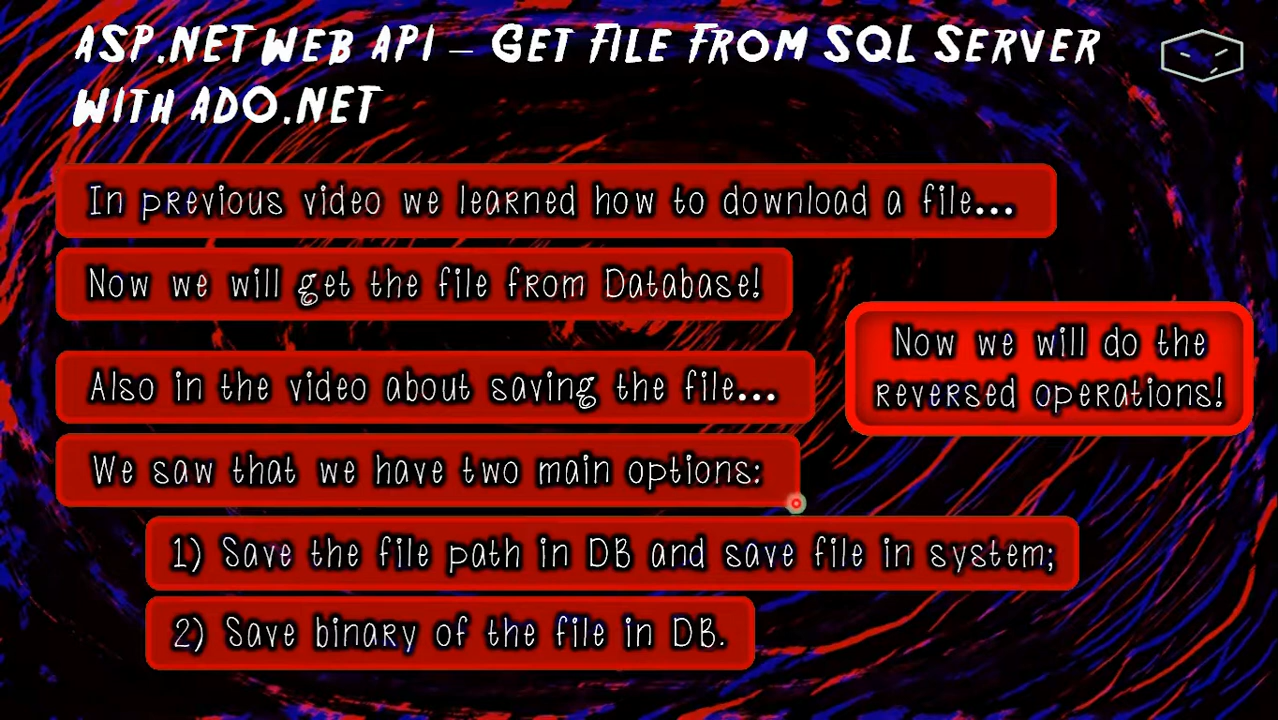 ASP.NET WEB API – GET FILE FROM SQL SERVER
WITH ADO.NET
In previous video we learned how to download a file...
Now we will get the file from Database!
Now we will do the
reversed operations!
Also in the video about saving the file...
We saw that we have two main options:
1) Save the file path in DB and save file in system;
2) Save binary of the file in DB.